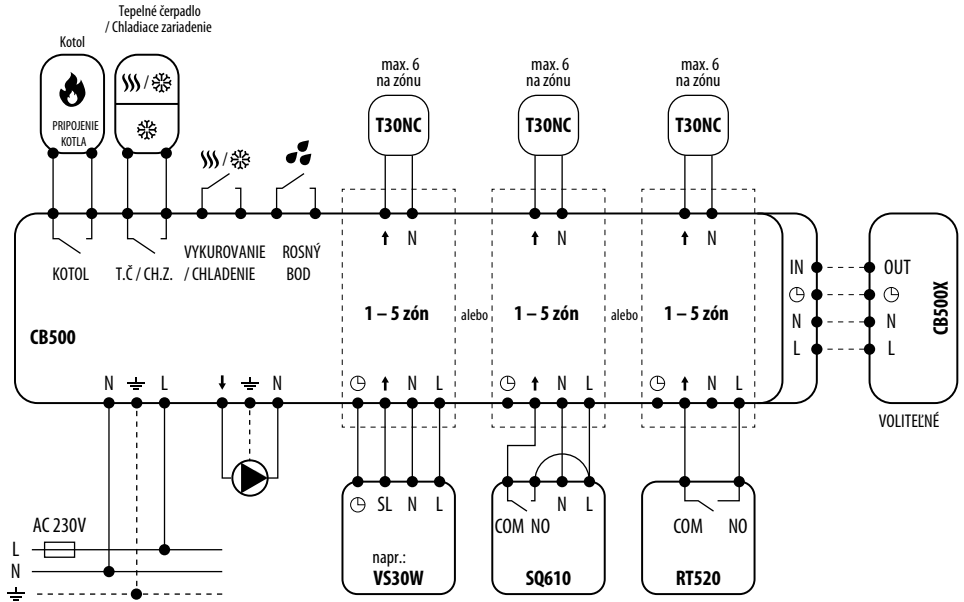 Tepelné čerpadlo
/ Chladiace zariadenie
Kotol
PRIPOJENIE
KOTLA
/
max. 6
na zónu
T30NC
max. 6
na zónu
T30NC
max. 6
na zónu
T30NC
/
N
N
N
KOTOL
T.Č / CH.Z.
VYKUROVANIE
/ CHLADENIE
ROSNÝ
BOD
1 – 5 zón
alebo
1 – 5 zón
alebo
1 – 5 zón
CB500
IN
N
L
OUT
N
L
CB500X
VOLITEĽNÉ
N L
N
N L
N L
N L
SL N L
napr.:
VS30W
COM NO N L
SQ610
COM NO
RT520
AC 230V
L
N